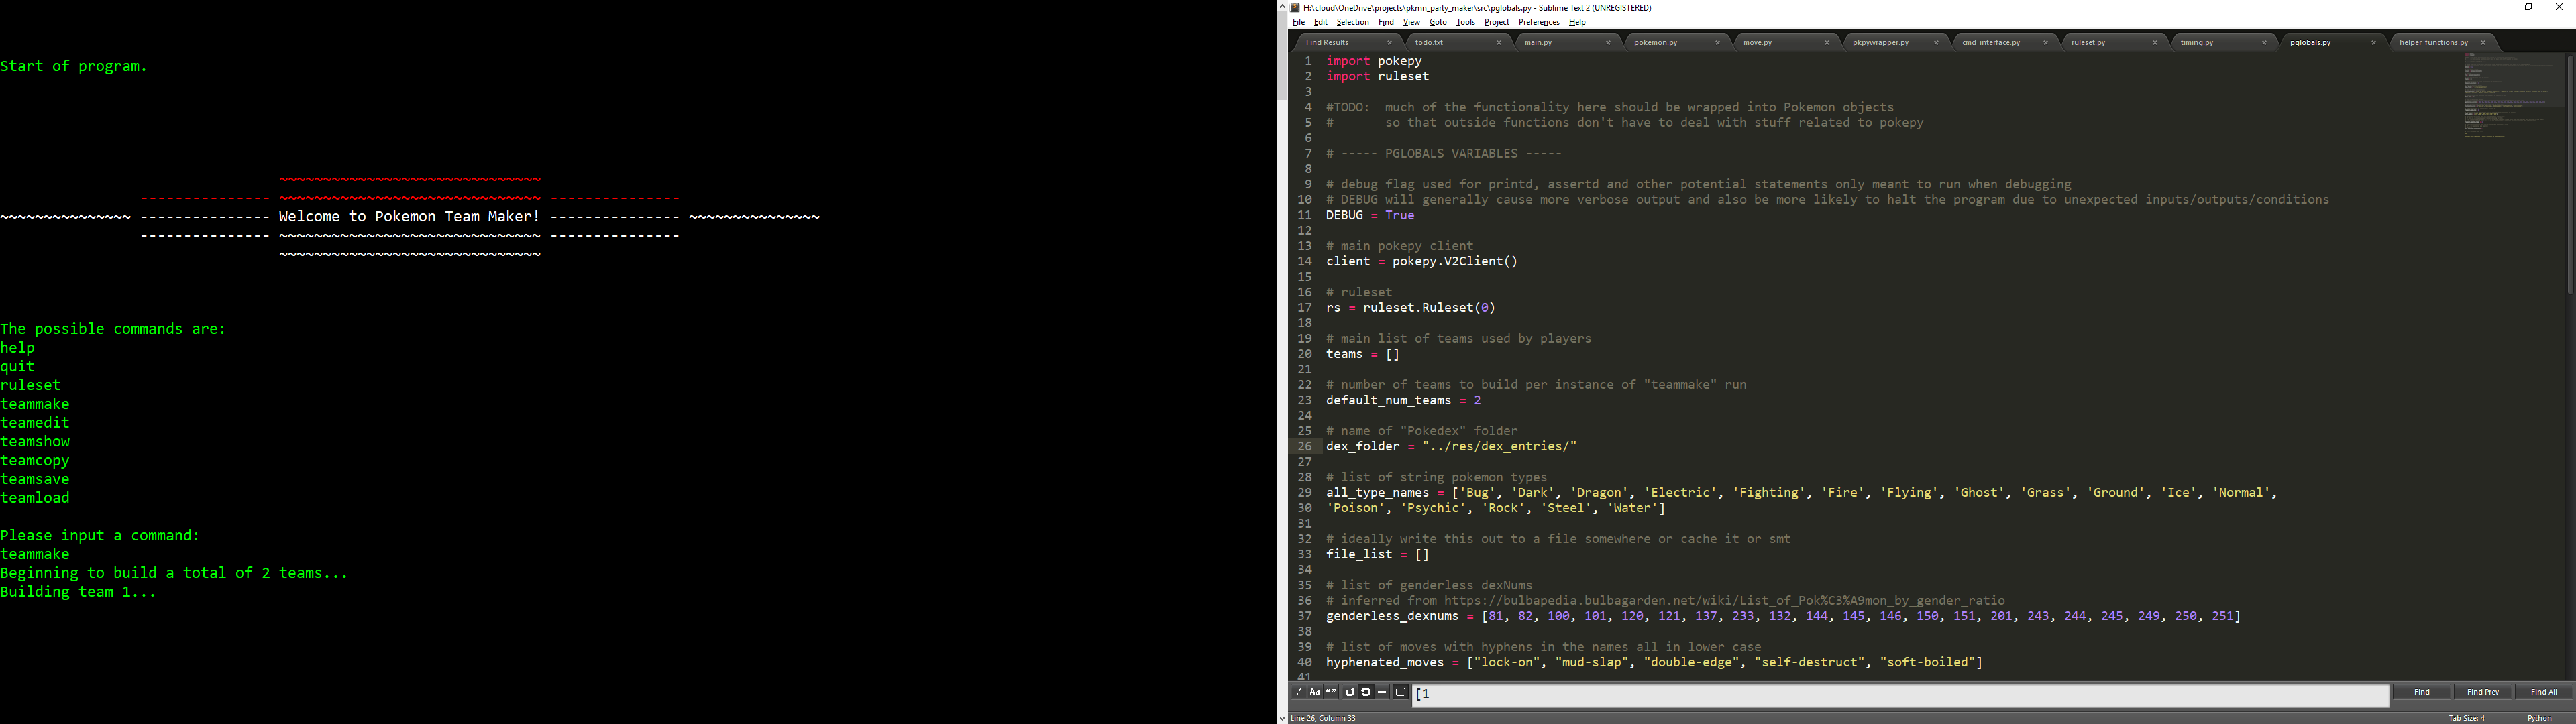 Start of program.
~~~~~~~~~~~~~~~~~~~~~~~~~~~~~~
--------------- ~~~~~~~~~~~~~~~~~~~~~~~~~~~~~~ ---------------
~~~~~~~~~~~~~~~ --------------- Welcome to Pokemon Team Maker! --------------- ~~~~~~~~~~~~~~~
--------------- ~~~~~~~~~~~~~~~~~~~~~~~~~~~~~~ ---------------
~~~~~~~~~~~~~~~~~~~~~~~~~~~~~~
The possible commands are:
help
quit
ruleset
teammake
teamedit
teamshow
teamcopy
teamsave
teamload
Please input a command:
teammake
Beginning to build a total of 2 teams...
Building team 1...
H:\cloud\OneDrive\projects\pkmn_party_maker\src\pglobals.py - Sublime Text 2 (UNREGISTERED)
File Edit Selection Find View Goto Tools Project Preferences Help
Find Results × todo.txt × main.py × pokemon.py × move.py × pkpywrapper.py × cmd_interface.py × ruleset.py × timing.py × pglobals.py × helper_functions.py ×
1 import pokepy
2 import ruleset
3
4 #TODO:  much of the functionality here should be wrapped into Pokemon objects
5 #       so that outside functions don't have to deal with stuff related to pokepy
6
7 # ----- PGLOBALS VARIABLES -----
8
9 # debug flag used for printd, assertd and other potential statements only meant to run when debugging
10 # DEBUG will generally cause more verbose output and also be more likely to halt the program due to unexpected inputs/outputs/conditions
11 DEBUG = True
12
13 # main pokepy client
14 client = pokepy.V2Client()
15
16 # ruleset
17 rs = ruleset.Ruleset(0)
18
19 # main list of teams used by players
20 teams = []
21
22 # number of teams to build per instance of "teammake" run
23 default_num_teams = 2
24
25 # name of "Pokedex" folder
26 dex_folder = "../res/dex_entries/"
27
28 # list of string pokemon types
29 all_type_names = ['Bug', 'Dark', 'Dragon', 'Electric', 'Fighting', 'Fire', 'Flying', 'Ghost', 'Grass', 'Ground', 'Ice', 'Normal',
30 'Poison', 'Psychic', 'Rock', 'Steel', 'Water']
31
32 # ideally write this out to a file somewhere or cache it or smt
33 file_list = []
34
35 # list of genderless dexNums
36 # inferred from https://bulbapedia.bulbagarden.net/wiki/List_of_Pok%C3%A9mon_by_gender_ratio
37 genderless_dexnums = [81, 82, 100, 101, 120, 121, 137, 233, 132, 144, 145, 146, 150, 151, 201, 243, 244, 245, 249, 250, 251]
38
39 # list of moves with hyphens in the names all in lower case
40 hyphenated_moves = ["lock-on", "mud-slap", "double-edge", "self-destruct", "soft-boiled"]
41
.* Aa "" [1 Find Find Prev Find All
Line 26, Column 33 Tab Size: 4 Python